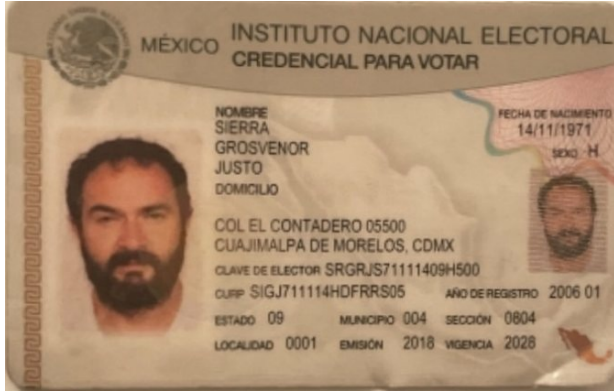 MÉXICO INSTITUTO NACIONAL ELECTORAL
CREDENCIAL PARA VOTAR
NOMBRE
SIERRA
GROSVENOR
JUSTO
DOMICILIO
COL EL CONTADERO 05500
CUAJIMALPA DE MORELOS, CDMX
FECHA DE NACIMIENTO
14/11/1971
SEXO H
CLAVE DE ELECTOR SRGRJS71111409H500
CURP SIGJ711114HDFRRS05 AÑO DE REGISTRO 2006 01
ESTADO 09 MUNICIPIO 004 SECCIÓN 0804
LOCALIDAD 0001 EMISIÓN 2018 VIGENCIA 2028